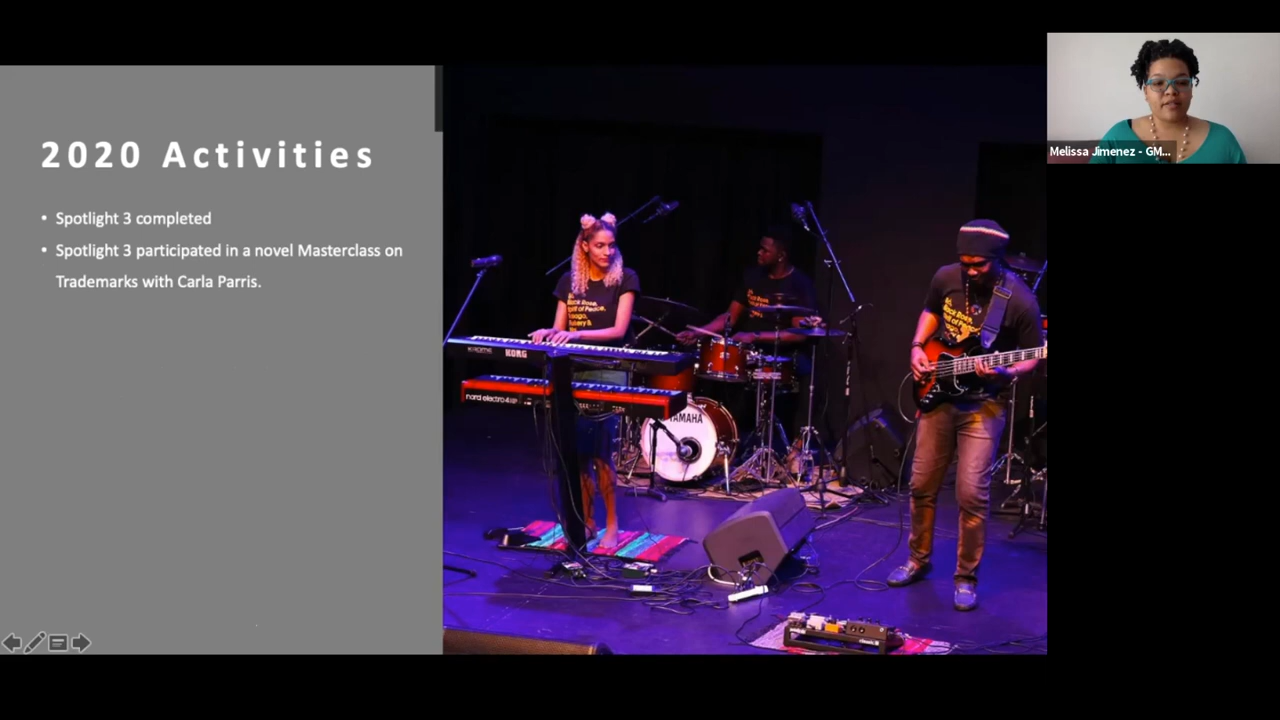 2020 Activities
• Spotlight 3 completed
• Spotlight 3 participated in a novel Masterclass on
Trademarks with Carla Parris.
Melissa Jimenez - GM...
KORG
nord electro 4
YAMAHA